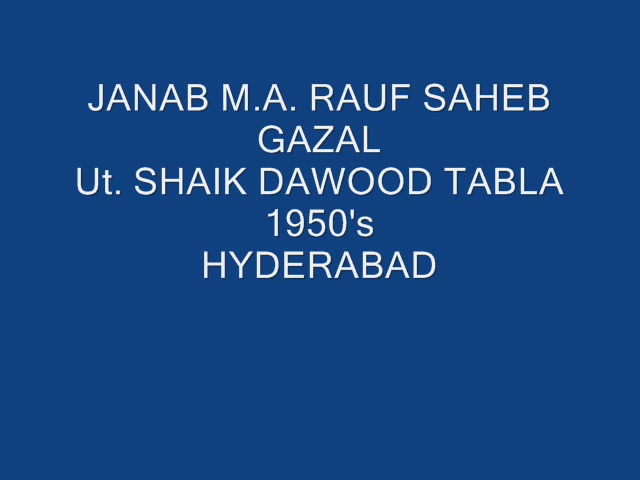 JANAB M.A. RAUF SAHEB
GAZAL
Ut. SHAIK DAWOOD TABLA
1950's
HYDERABAD